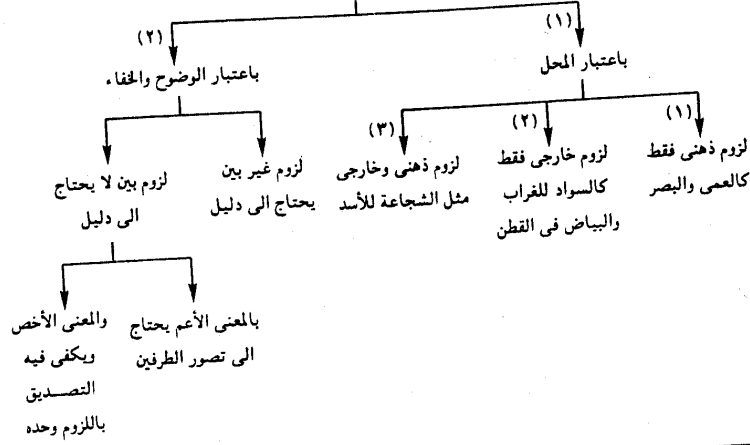 (١)
(٢)
باعتبار المحل
باعتبار الوضوح والخفاء
(١)
(٢)
(٣)
لزوم ذهنى فقط
كالعمى والبصر
لزوم خارجى فقط
كالسواد للغراب
والبياض فى القطن
لزوم ذهنى وخارجى
مثل الشجاعة للأسد
لزوم غير بين
يحتاج الى دليل
لزوم بين لا يحتاج
الى دليل
بالمعنى الأعم يحتاج
الى تصور الطرفين
والمعنى الأخص
ويكفى فيه
التصديق
باللزوم وحده